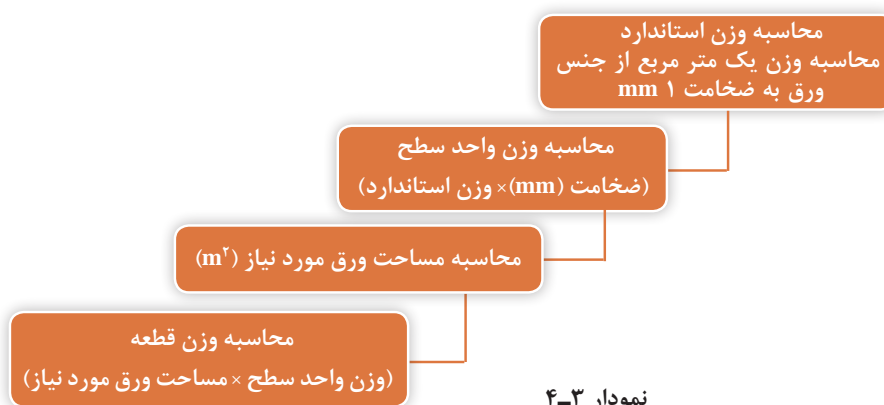 محاسبه وزن استاندارد
محاسبه وزن یک متر مربع از جنس
ورق به ضخامت ۱ mm
محاسبه وزن واحد سطح
(ضخامت (mm)× وزن استاندارد)
محاسبه مساحت ورق مورد نیاز (m۲)
محاسبه وزن قطعه
(وزن واحد سطح × مساحت ورق مورد نیاز)
نمودار ۳ـ۴